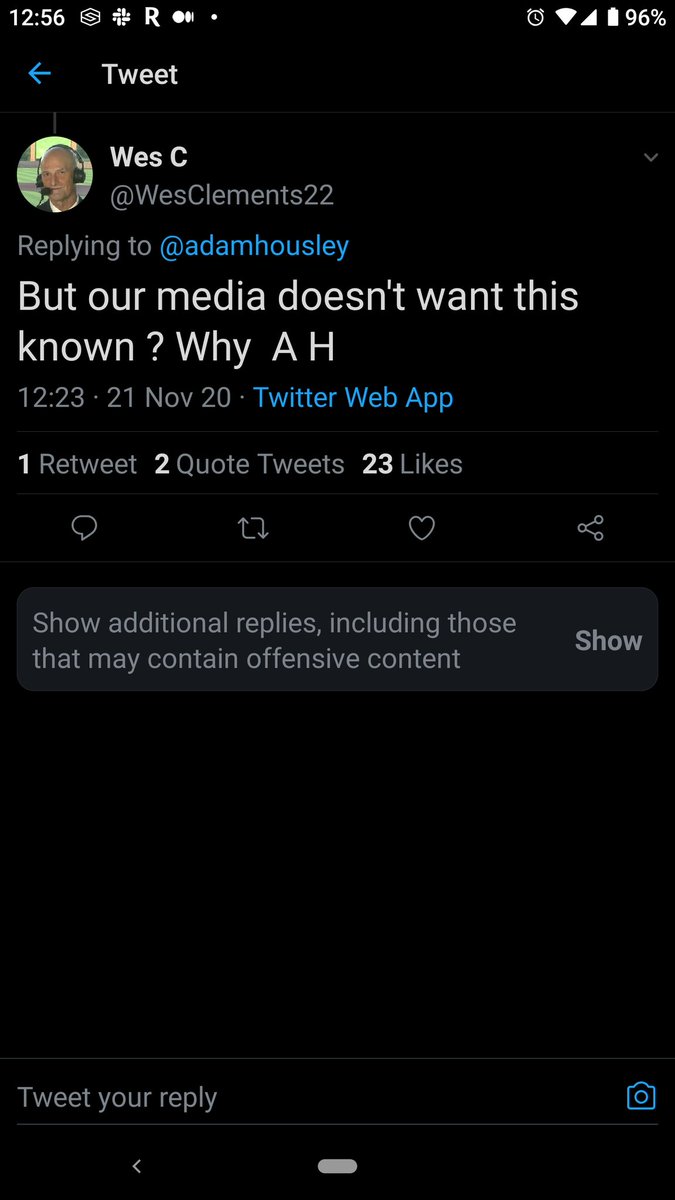 12:56 R 96%
Tweet
Wes C
@WesClements22
Replying to @adamhousley
But our media doesn't want this
known ? Why  A H
12:23 · 21 Nov 20 · Twitter Web App
1 Retweet 2 Quote Tweets 23 Likes
Show additional replies, including those
that may contain offensive content
Show
Tweet your reply